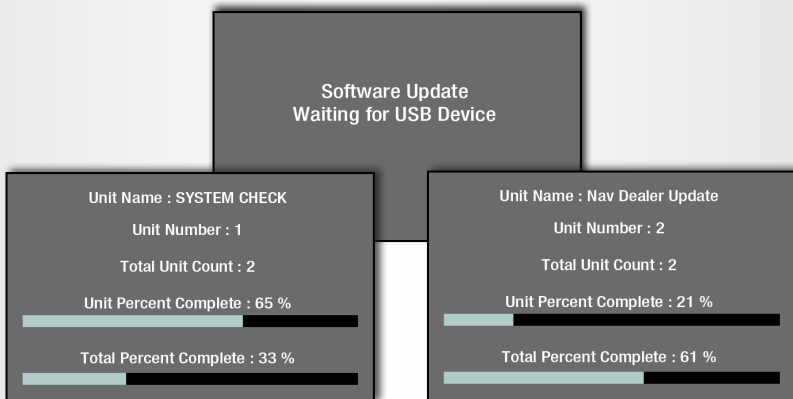 Software Update
Waiting for USB Device
Unit Name : SYSTEM CHECK
Unit Number : 1
Total Unit Count : 2
Unit Percent Complete : 65 %
Total Percent Complete : 33 %
Unit Name : Nav Dealer Update
Unit Number : 2
Total Unit Count : 2
Unit Percent Complete : 21 %
Total Percent Complete : 61 %